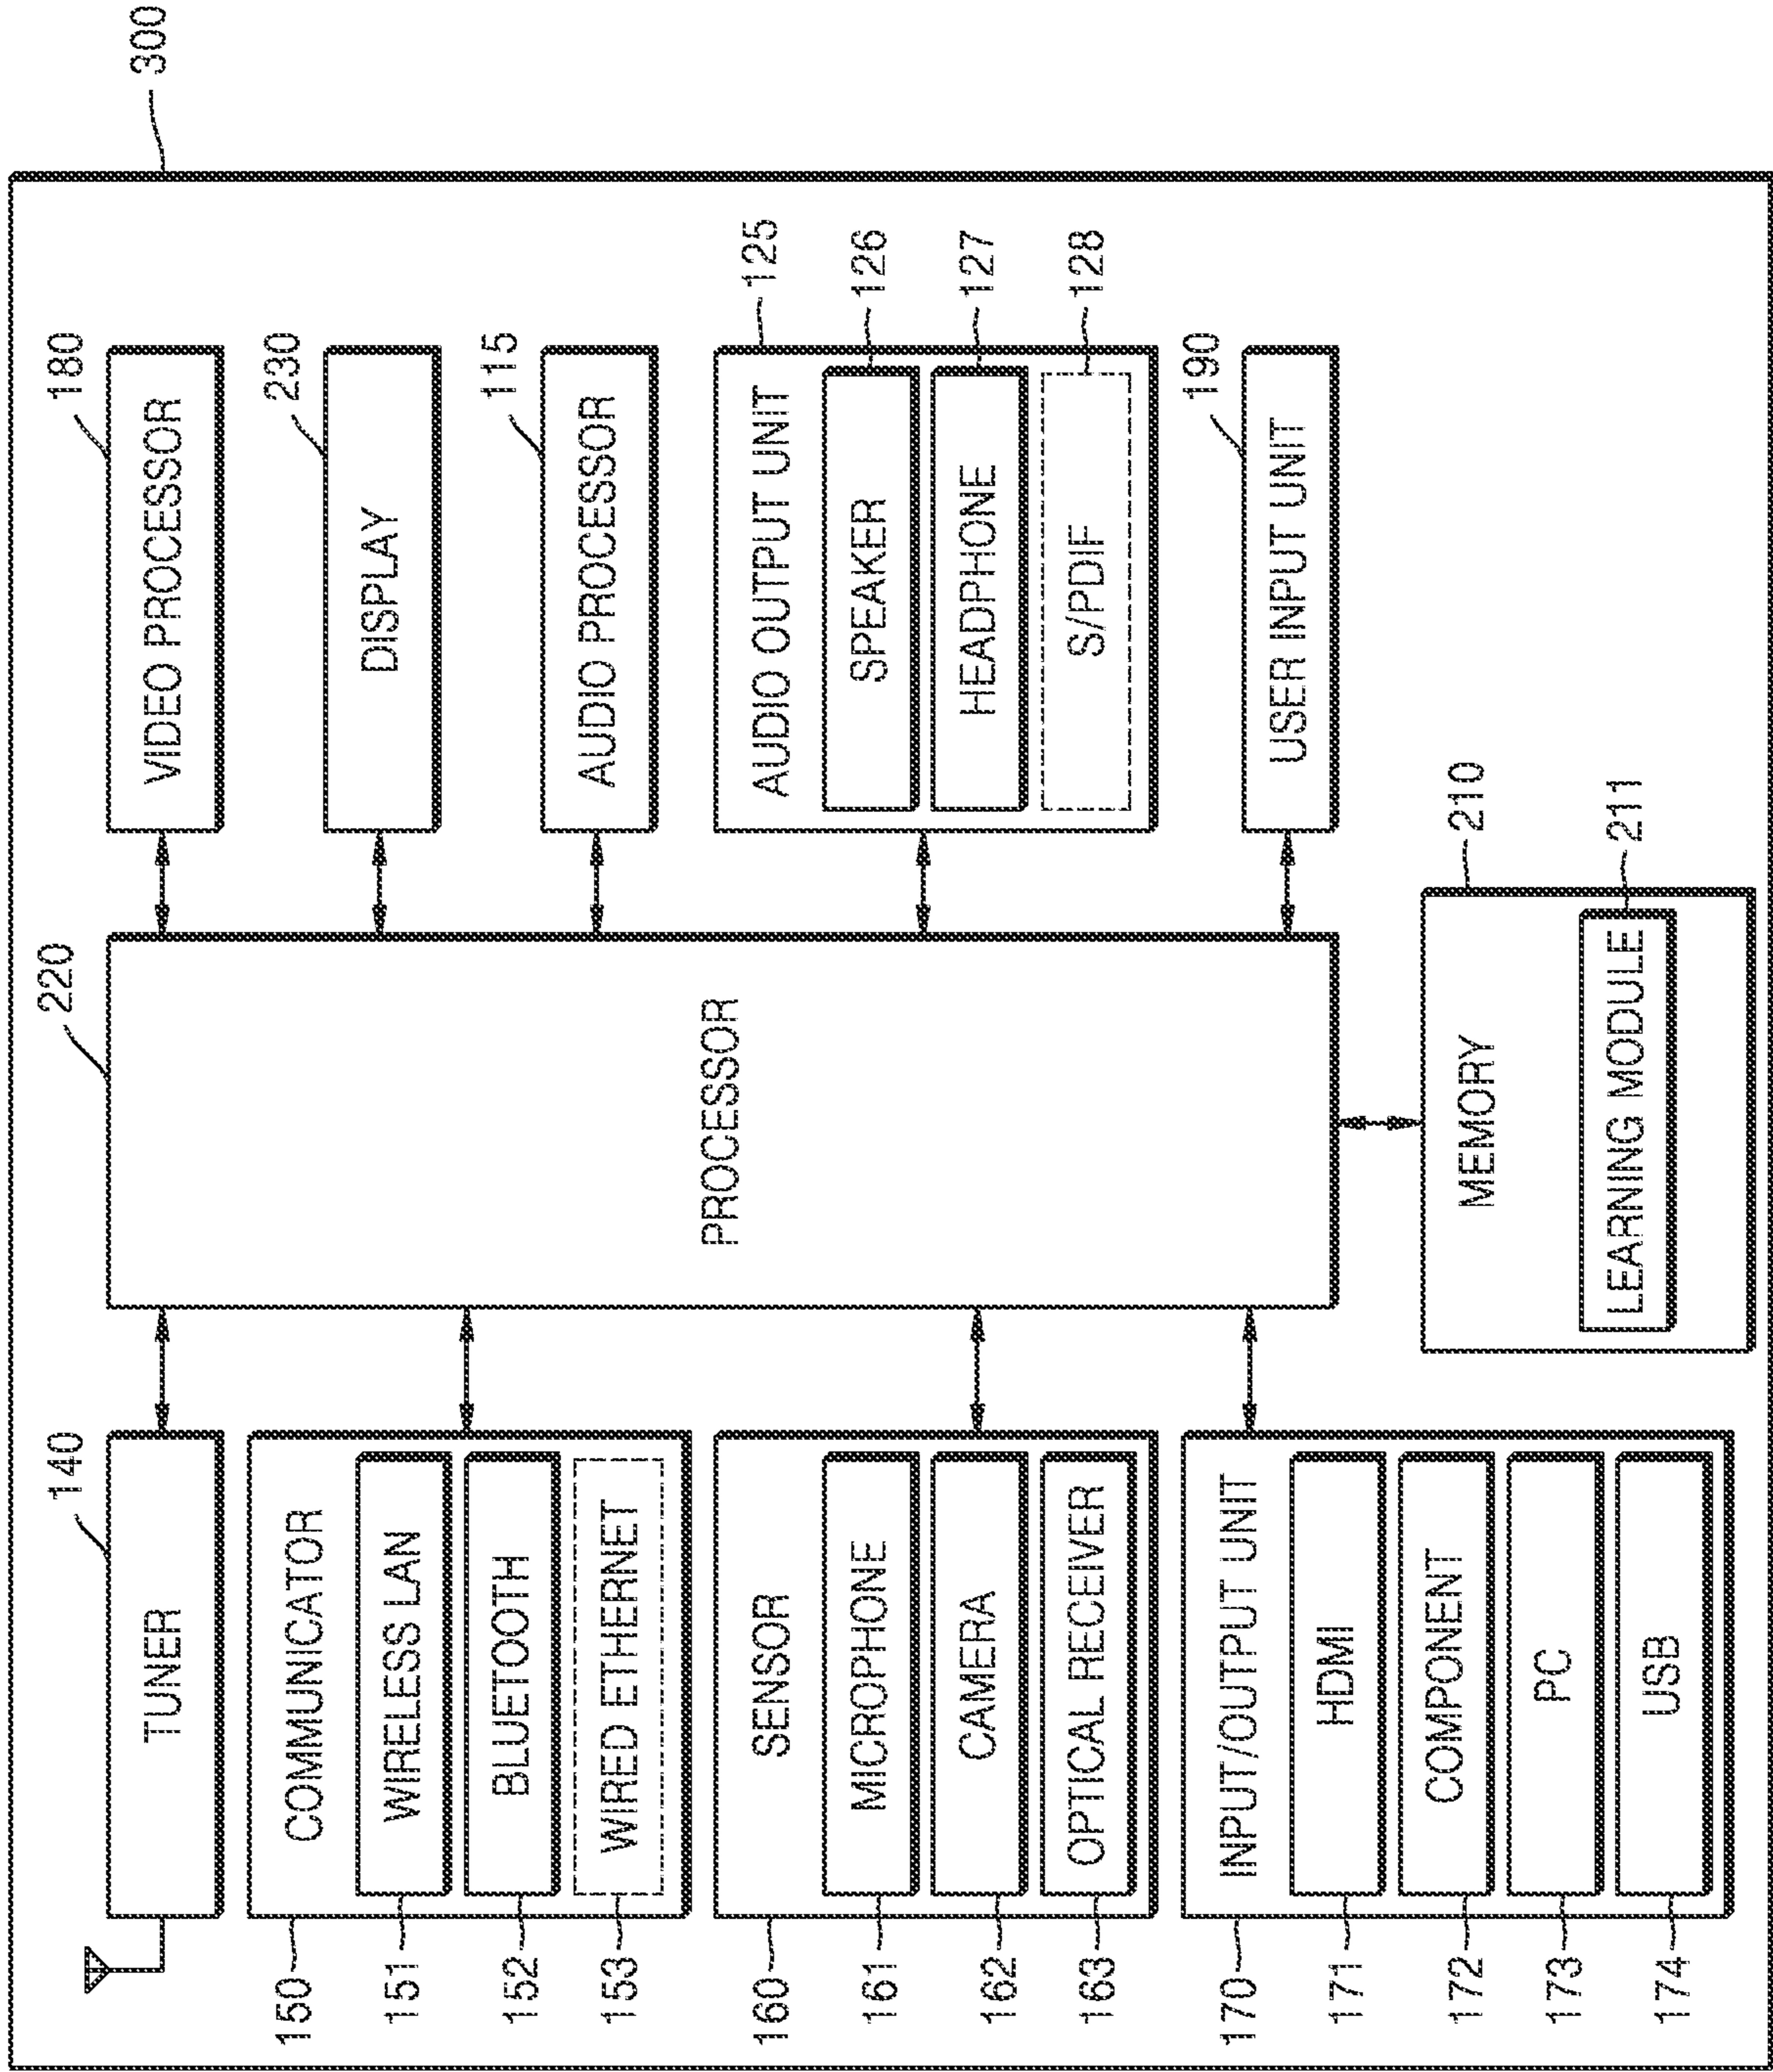 300
220
140
TUNER
150
COMMUNICATOR
151
WIRELESS LAN
152
BLUETOOTH
153
WIRED ETHERNET
160
SENSOR
161
MICROPHONE
162
CAMERA
163
OPTICAL RECEIVER
170
INPUT/OUTPUT UNIT
171
HDMI
172
COMPONENT
173
PC
174
USB
PROCESSOR
180
VIDEO PROCESSOR
230
DISPLAY
115
AUDIO PROCESSOR
125
AUDIO OUTPUT UNIT
SPEAKER
126
HEADPHONE
127
S/PDIF
128
190
USER INPUT UNIT
210
MEMORY
LEARNING MODULE
211